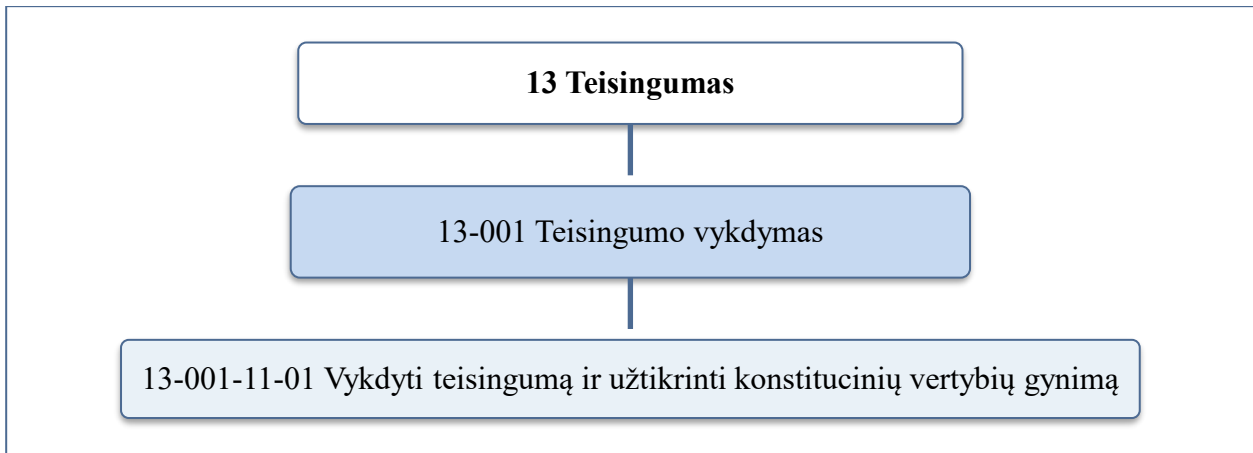 13 Teisingumas
13-001 Teisingumo vykdymas
13-001-11-01 Vykdyti teisingumą ir užtikrinti konstitucinių vertybių gynimą